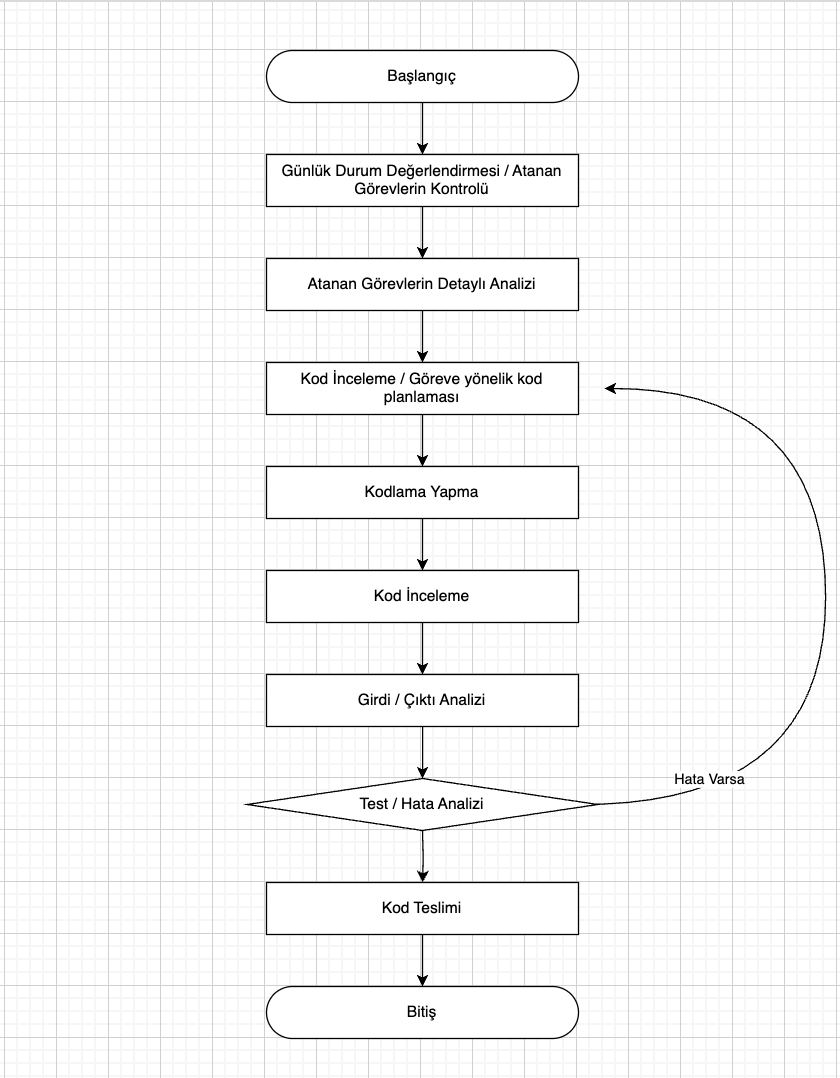 Başlangıç
Günlük Durum Değerlendirmesi / Atanan
Görevlerin Kontrolü
Atanan Görevlerin Detaylı Analizi
Kod İnceleme / Göreve yönelik kod
planlaması
Kodlama Yapma
Kod İnceleme
Girdi / Çıktı Analizi
Hata Varsa
Test / Hata Analizi
Kod Teslimi
Bitiş